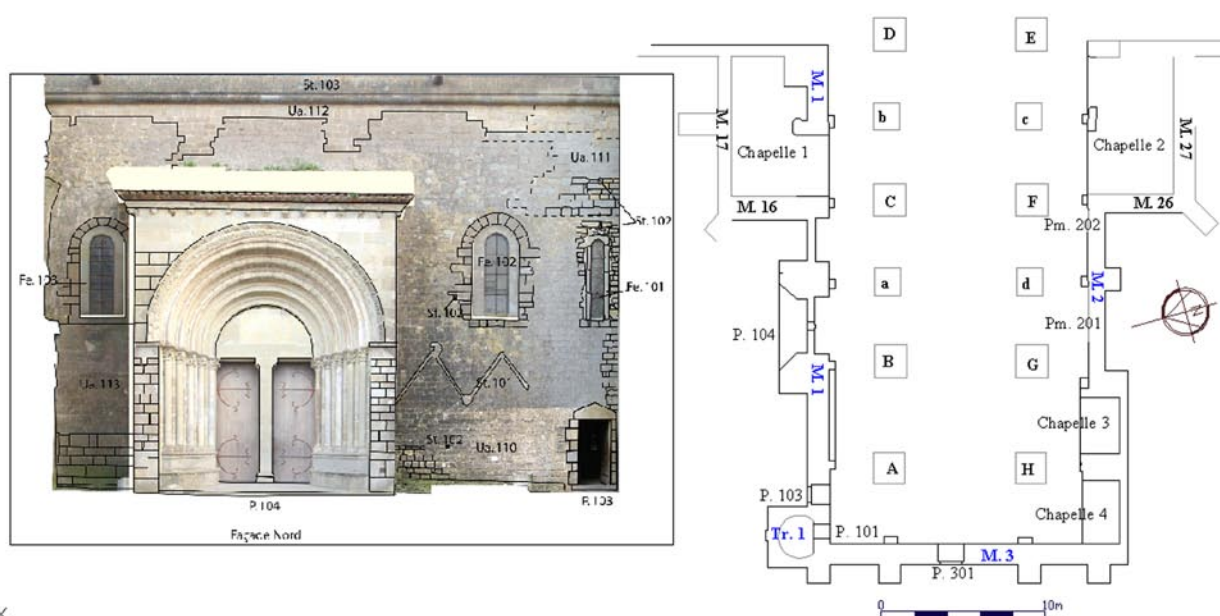 St. 103
Ua. 112
Ua. 111
St. 102
Fe. 103
Fe. 102
Fe. 101
St. 102
Ua. 113
St. 101
St. 102
Ua. 110
P. 104
P. 103
Façade Nord
D
E
M. 1
b
c
M. 17
Chapelle 1
Chapelle 2
M. 27
M. 16
C
F
M. 26
Pm. 202
a
d
M. 2
P. 104
Pm. 201
N
B
G
M. 1
Chapelle 3
A
H
P. 103
Chapelle 4
Tr. 1
P. 101
M. 3
P. 301
0
10m